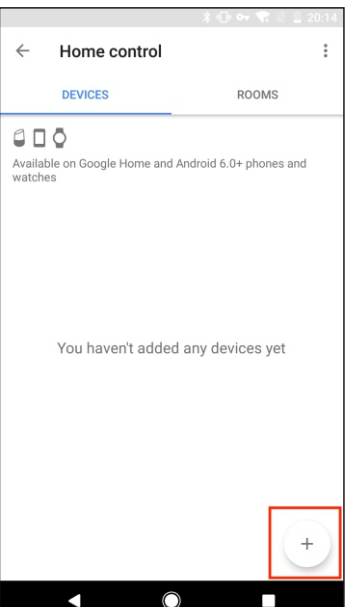 20:14
Home control
DEVICES ROOMS
Available on Google Home and Android 6.0+ phones and
watches
You haven't added any devices yet
+